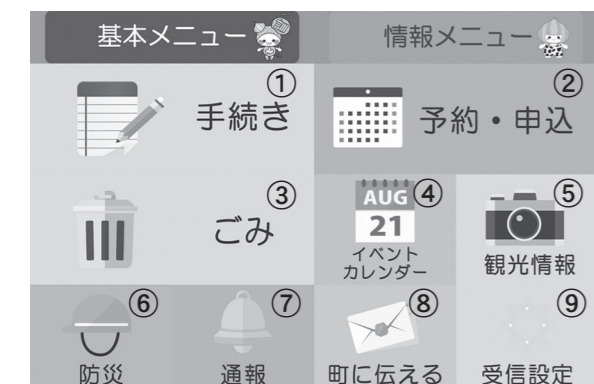 基本メニュー
情報メニュー
①
手続き
②
予約・申込
③
ごみ
④
AUG
21
イベント
カレンダー
⑤
観光情報
⑥
防災
⑦
通報
⑧
町に伝える
⑨
受信設定